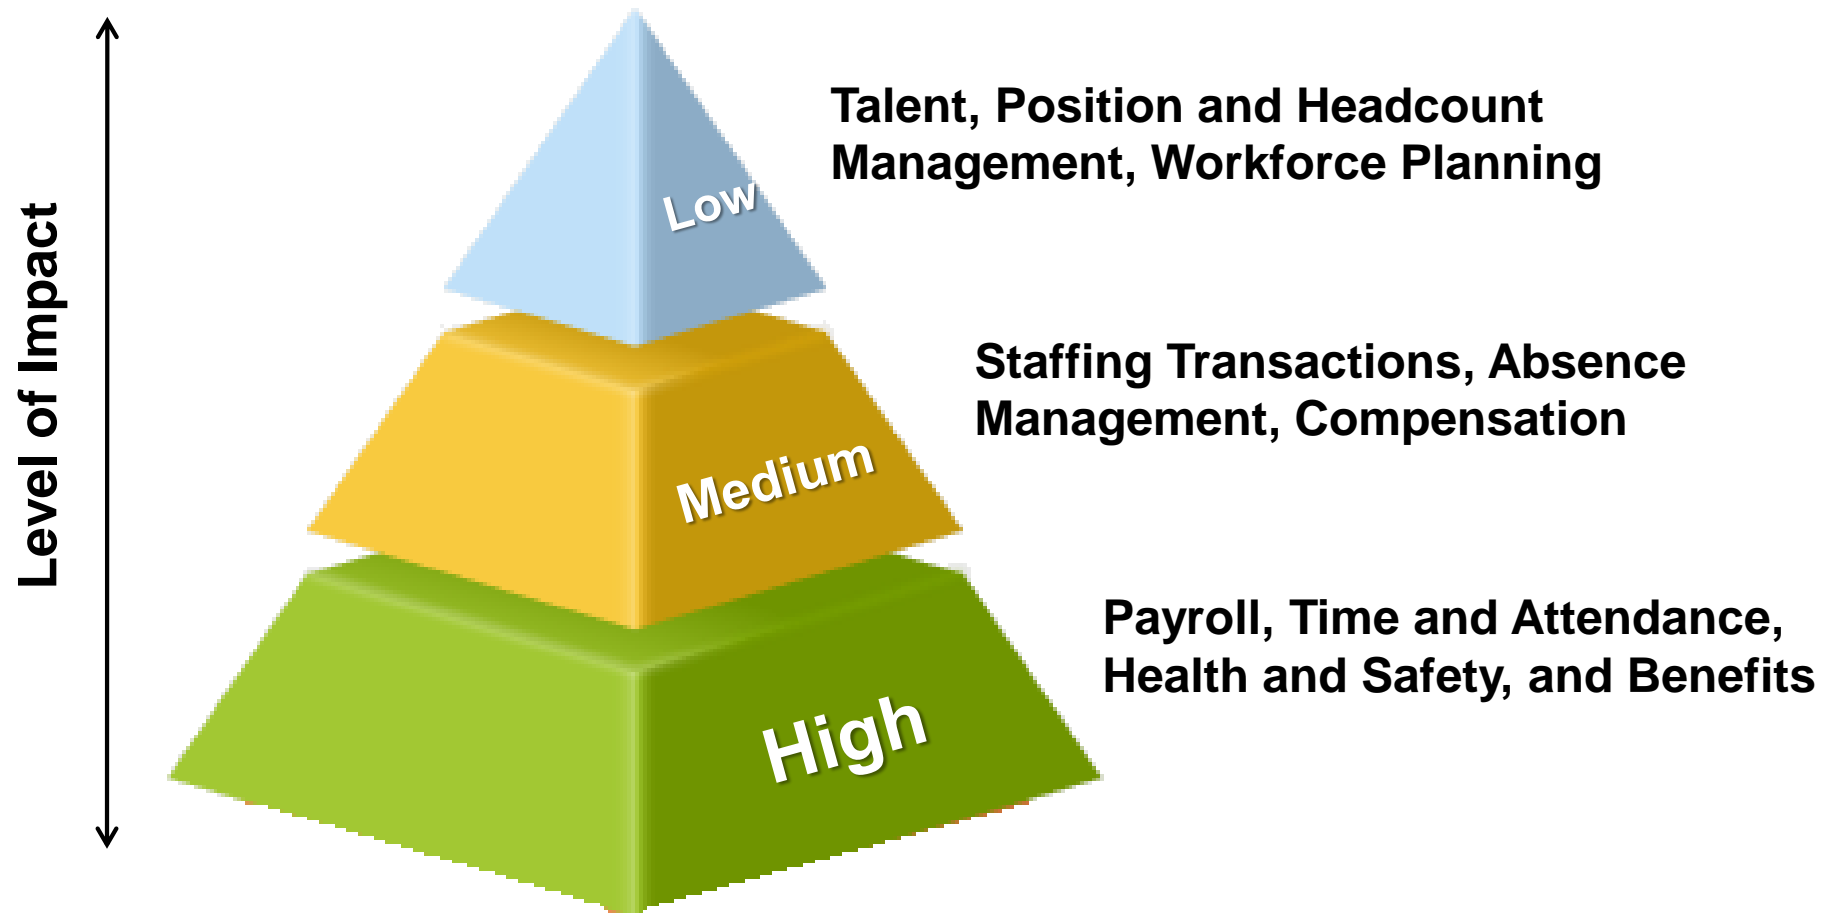 Level of Impact
Low
Talent, Position and Headcount
Management, Workforce Planning
Medium
Staffing Transactions, Absence
Management, Compensation
High
Payroll, Time and Attendance,
Health and Safety, and Benefits